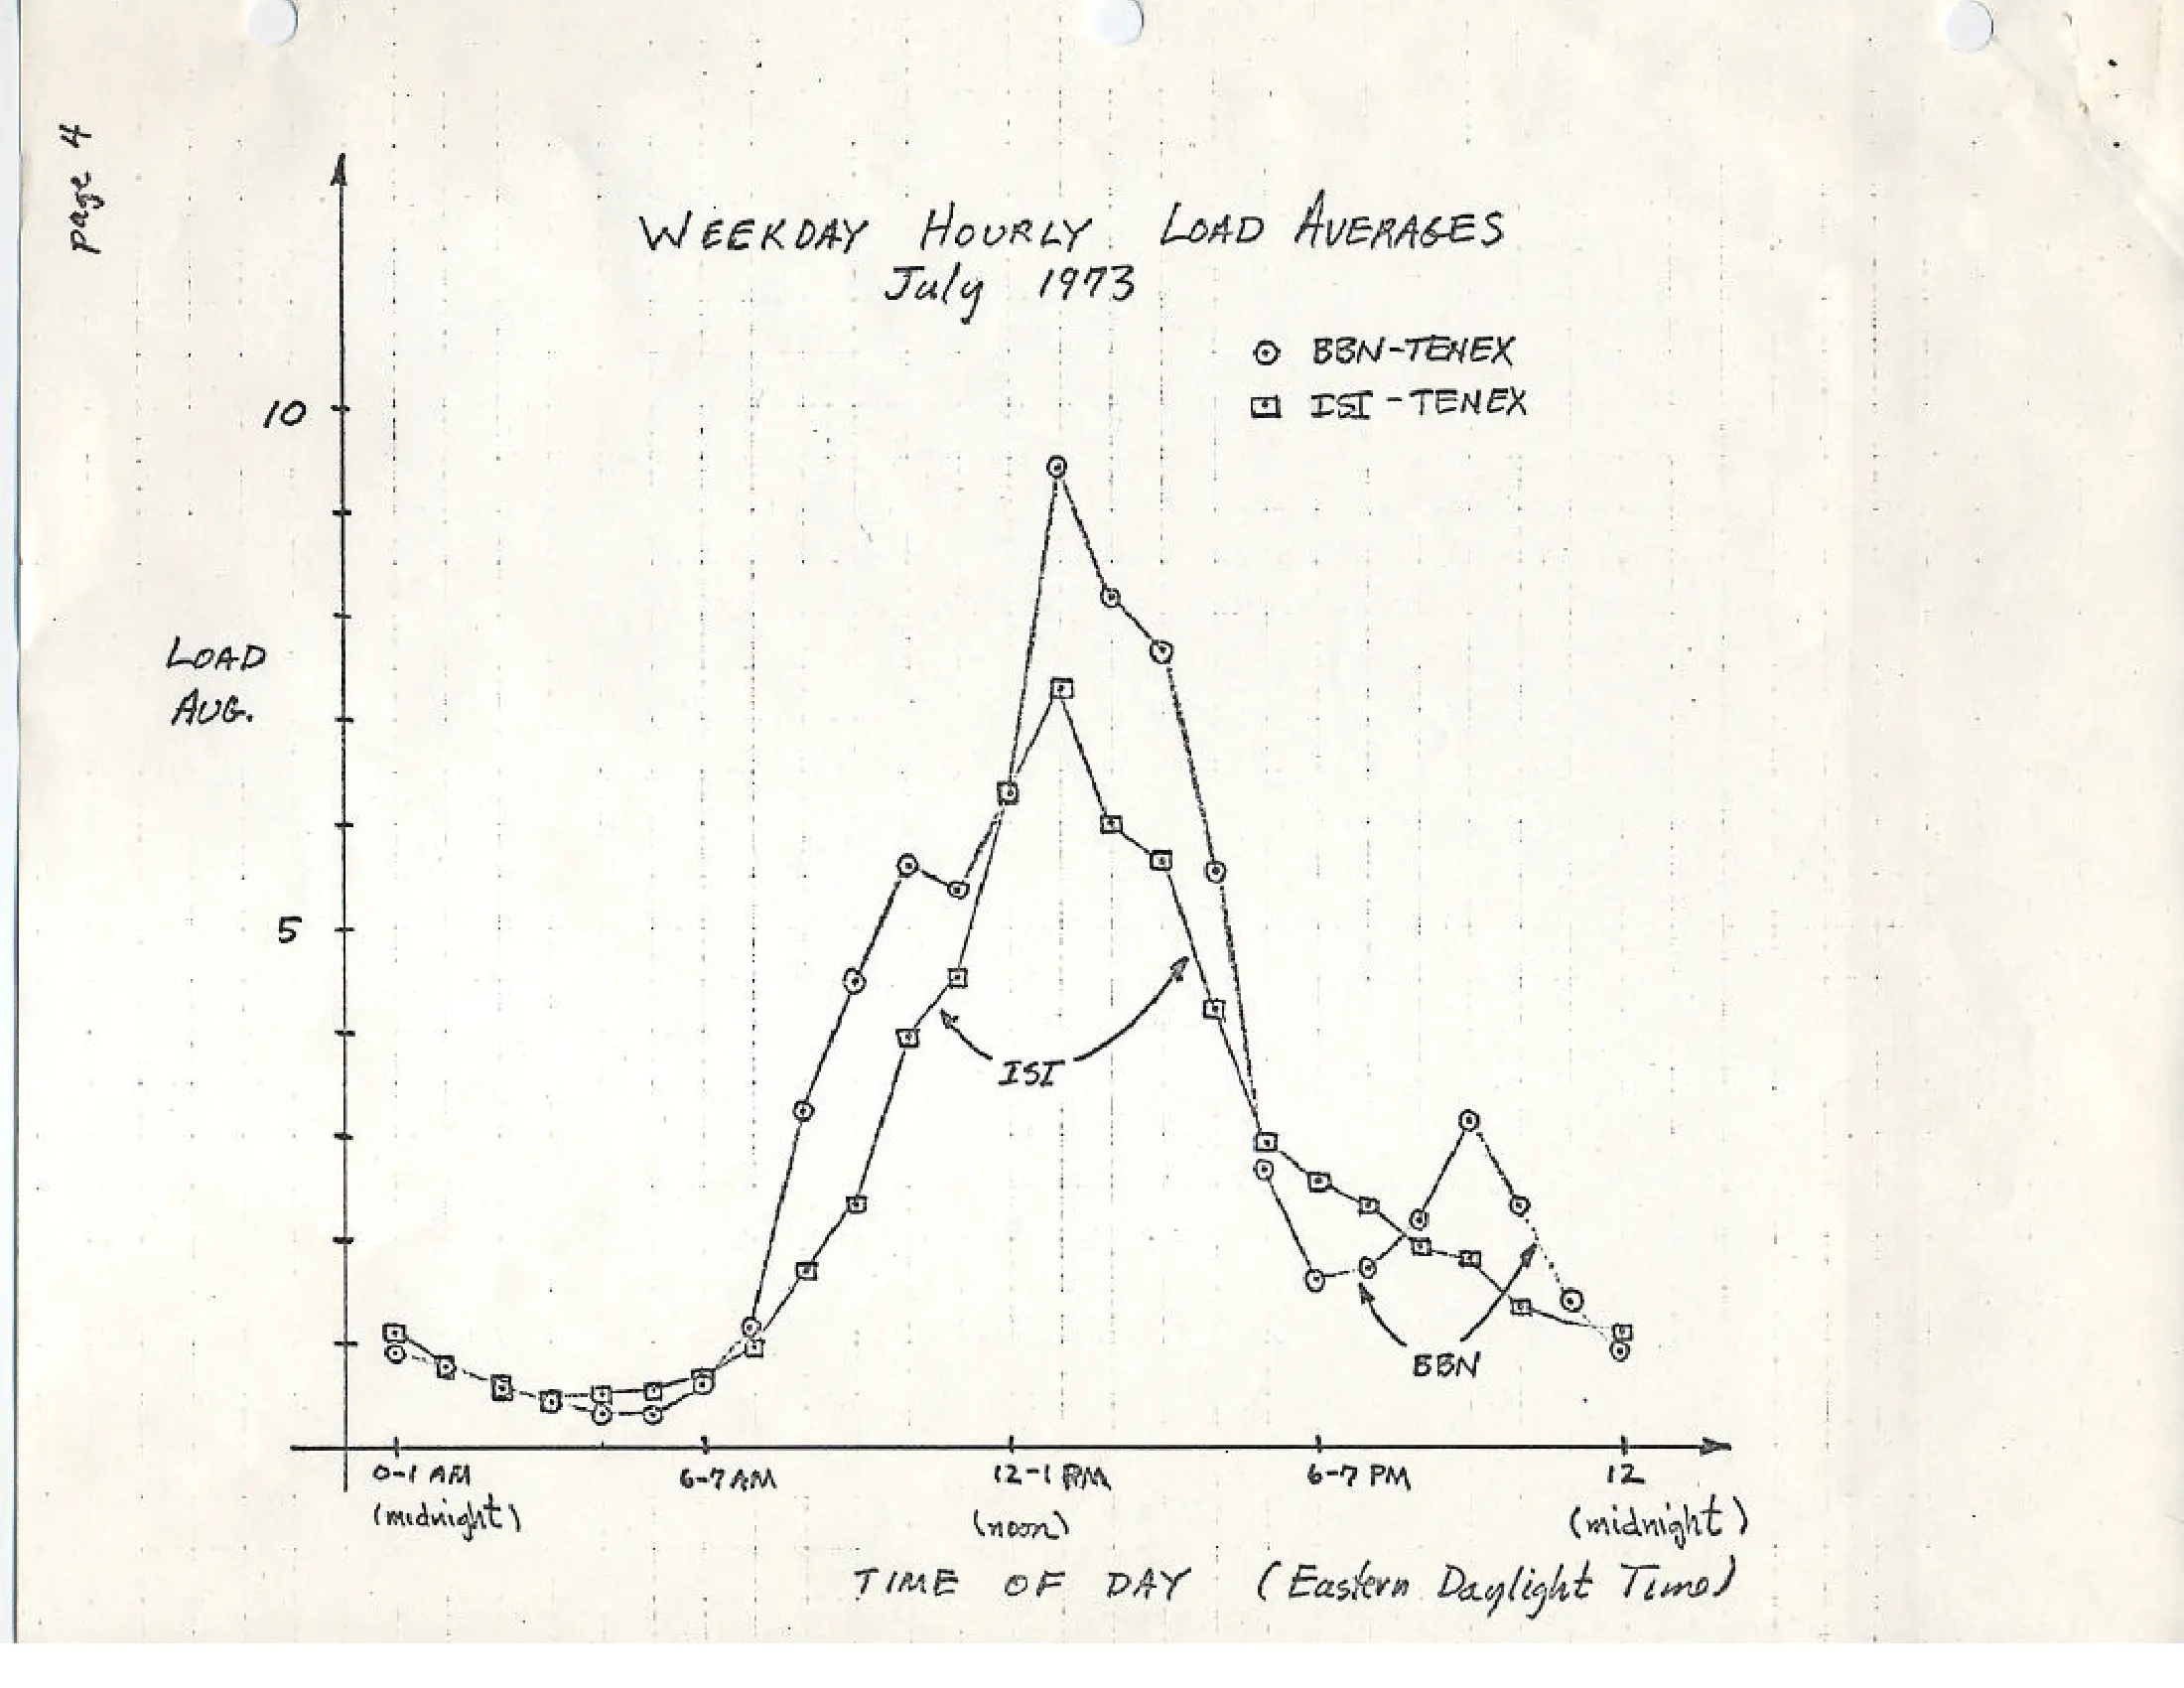 page 4
WEEKDAY HOURLY LOAD AVERAGES
July 1973
BBN-TENEX
ISI-TENEX
10
LOAD
AVG.
5
ISI
BBN
0-1 AM
6-7 AM
12-1 PM
6-7 PM
12
(midnight)
(noon)
(midnight)
TIME OF DAY (Eastern Daylight Time)